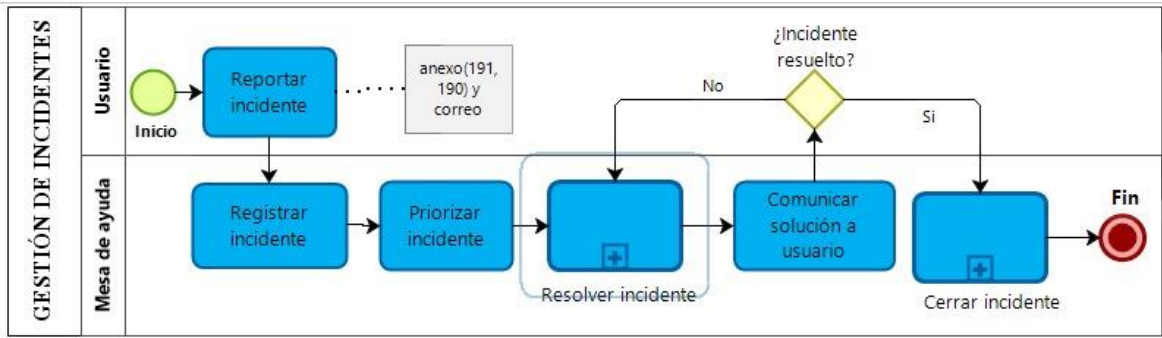 GESTIÓN DE INCIDENTES
Usuario
Inicio
Reportar
incidente
anexo(191,
190) y
correo
¿Incidente
resuelto?
No
Si
Mesa de ayuda
Registrar
incidente
Priorizar
incidente
Resolver incidente
Comunicar
solución a
usuario
Cerrar incidente
Fin